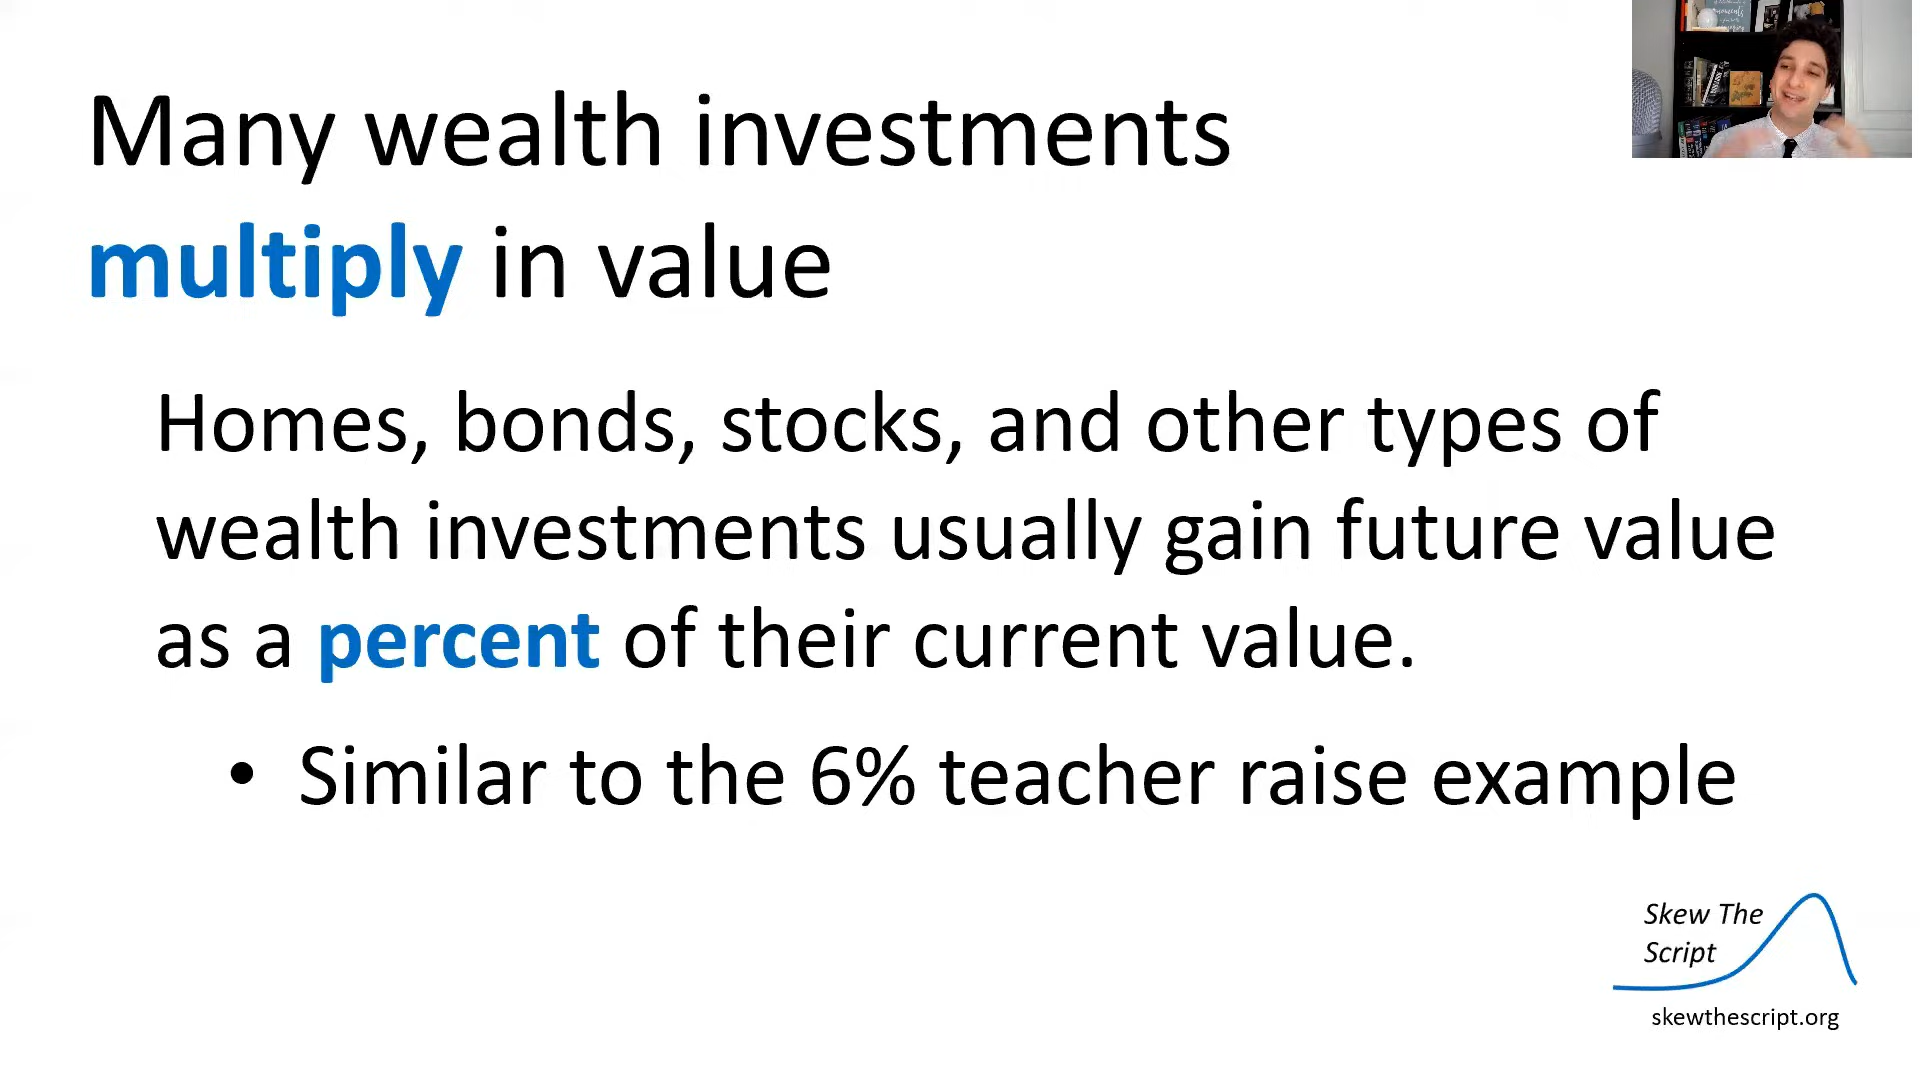 Many wealth investments
multiply in value
Homes, bonds, stocks, and other types of
wealth investments usually gain future value
as a percent of their current value.
• Similar to the 6% teacher raise example
Skew The
Script
skewthescript.org